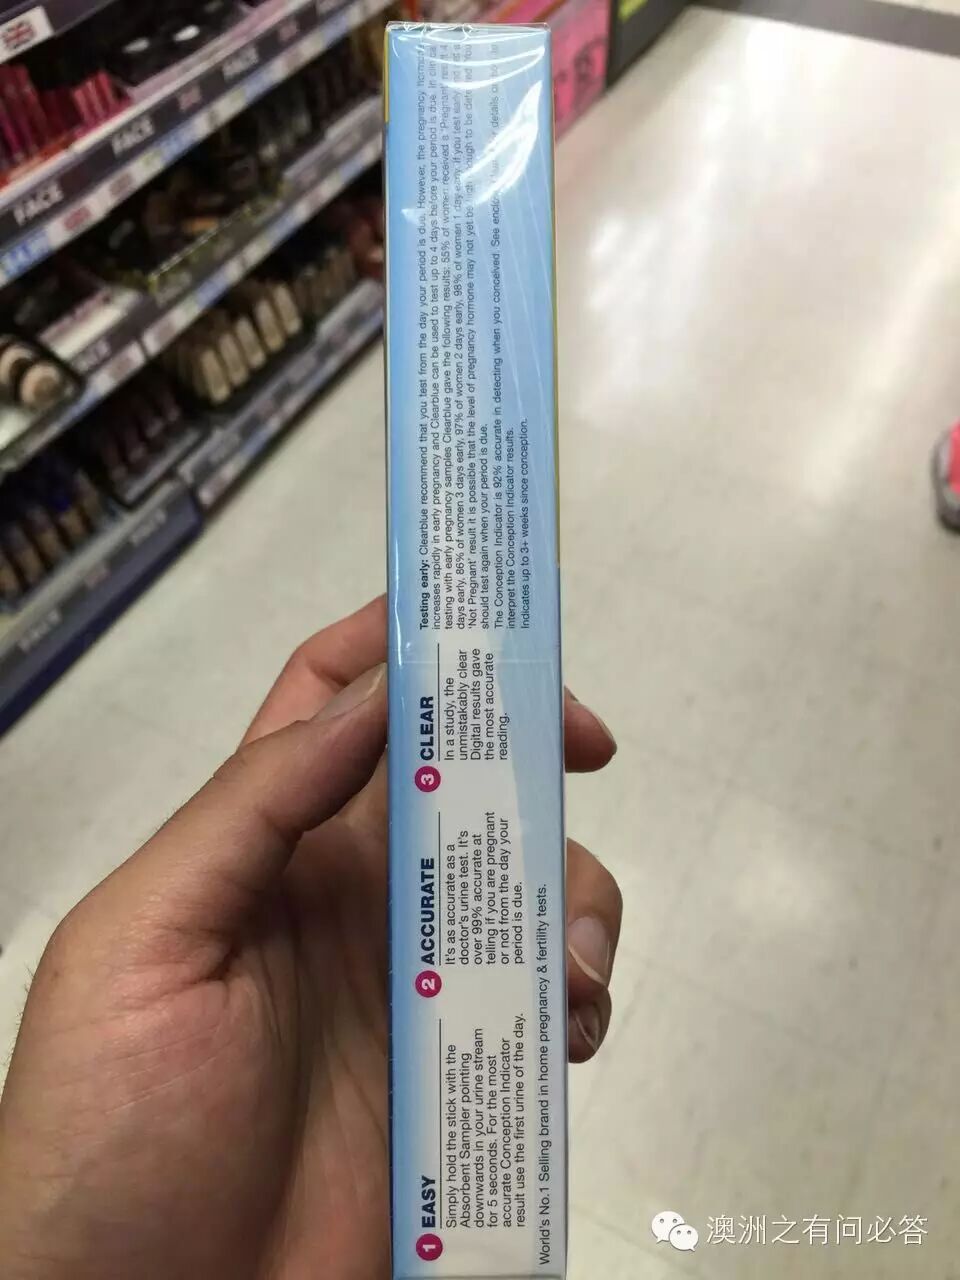 1 EASY
Simply hold the stick with the
Absorbent Sampler pointing
downwards in your urine stream
for 5 seconds. For the most
accurate Conception Indicator
result use the first urine of the day.
2 ACCURATE
It's as accurate as a
doctor's urine test. It's
over 99% accurate at
telling if you are pregnant
or not from the day your
period is due.
3 CLEAR
In a study, the
unmistakably clear
Digital results gave
the most accurate
reading.
World's No.1 Selling brand in home pregnancy & fertility tests.
Testing early: Clearblue recommend that you test from the day your period is due. However, the pregnancy hormone
increases rapidly in early pregnancy and Clearblue can be used to test up to 4 days before your period is due. In clinical
testing with early pregnancy samples Clearblue gave the following results: 55% of women received a 'Pregnant' result 4
days early, 86% of women 3 days early, 97% of women 2 days early, 98% of women 1 day early. If you test early and get a
'Not Pregnant' result it is possible that the level of pregnancy hormone may not yet be high enough to be detected. You
should test again when your period is due.
The Conception Indicator is 92% accurate in detecting when you conceived. See details on how to
interpret the Conception Indicator results.
Indicates up to 3+ weeks since conception.
FACE
FACE
FACE
FACE
澳洲之有问必答